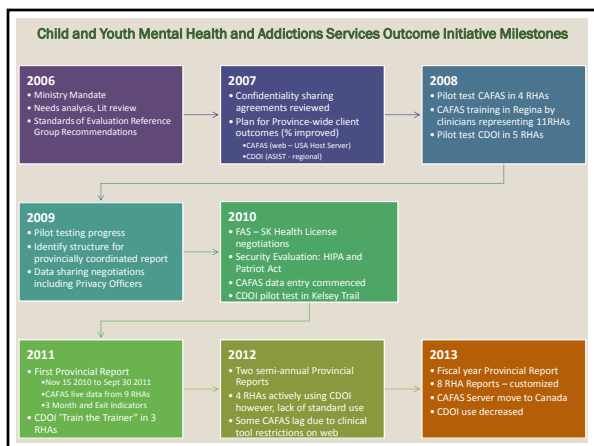 Child and Youth Mental Health and Addictions Services Outcome Initiative Milestones
2006
• Ministry Mandate
• Needs analysis, Lit review
• Standards of Evaluation Reference
Group Recommendations
2007
• Confidentiality sharing
agreements reviewed
• Plan for Province-wide client
outcomes (% improved)
• CAFAS (web – USA Host Server)
• CDOI (ASIST - regional)
2008
• Pilot test CAFAS in 4 RHAs
• CAFAS training in Regina by
clinicians representing 11RHAs
• Pilot test CDOI in 5 RHAs
2009
• Pilot testing progress
• Identify structure for
provincially coordinated report
• Data sharing negotiations
including Privacy Officers
2010
• FAS – SK Health License
negotiations
• Security Evaluation: HIPA and
Patriot Act
• CAFAS data entry commenced
• CDOI pilot test in Kelsey Trail
2011
• First Provincial Report
• Nov 15 2010 to Sept 30 2011
• CAFAS live data from 9 RHAs
• 3 Month and Exit Indicators
• CDOI ‘Train the Trainer” in 3
RHAs
2012
• Two semi-annual Provincial
Reports
• 4 RHAs actively using CDOI
however, lack of standard use
• Some CAFAS lag due to clinical
tool restrictions on web
2013
• Fiscal year Provincial Report
• 8 RHA Reports – customized
• CAFAS Server move to Canada
• CDOI use decreased